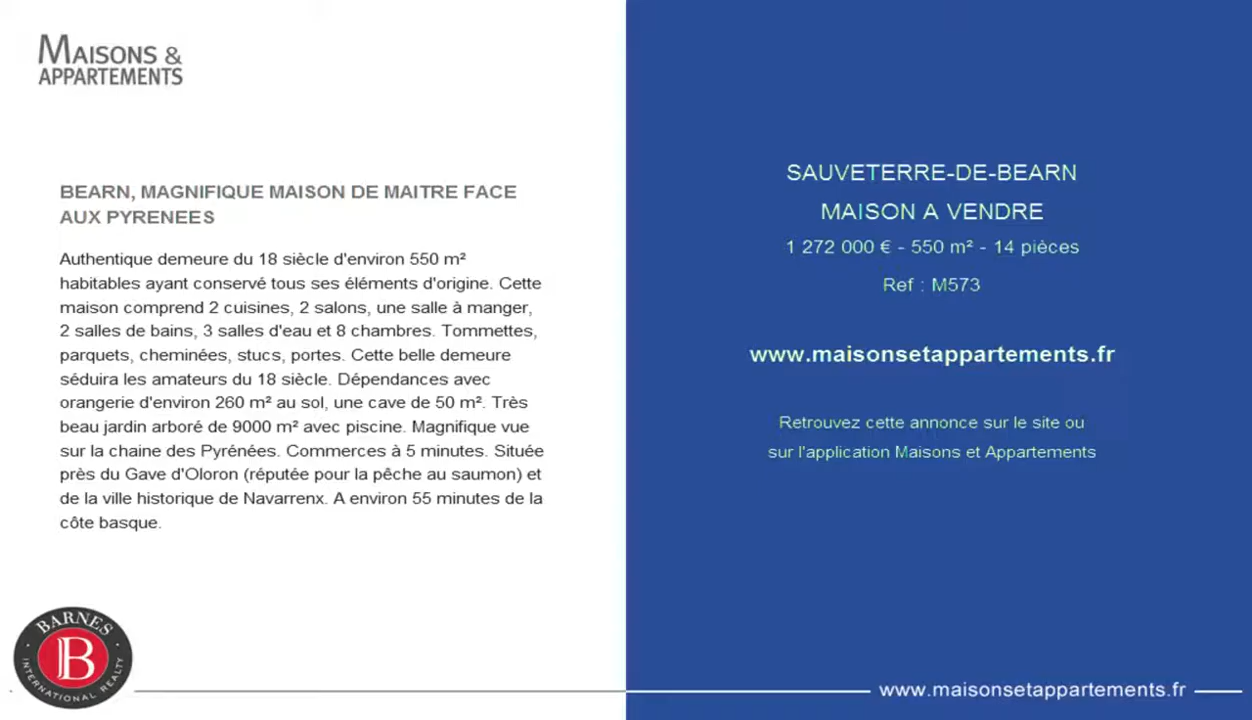 MAISONS &
APPARTEMENTS
BEARN, MAGNIFIQUE MAISON DE MAITRE FACE
AUX PYRENEES
Authentique demeure du 18 siècle d'environ 550 m²
habitables ayant conservé tous ses éléments d'origine. Cette
maison comprend 2 cuisines, 2 salons, une salle à manger,
2 salles de bains, 3 salles d'eau et 8 chambres. Tommettes,
parquets, cheminées, stucs, portes. Cette belle demeure
séduira les amateurs du 18 siècle. Dépendances avec
orangerie d'environ 260 m² au sol, une cave de 50 m². Très
beau jardin arboré de 9000 m² avec piscine. Magnifique vue
sur la chaine des Pyrénées. Commerces à 5 minutes. Située
près du Gave d'Oloron (réputée pour la pêche au saumon) et
de la ville historique de Navarrenx. A environ 55 minutes de la
côte basque.
BARNES
B
INTERNATIONAL REALTY
SAUVETERRE-DE-BEARN
MAISON A VENDRE
1 272 000 € - 550 m² - 14 pièces
Ref : M573
www.maisonsetappartements.fr
Retrouvez cette annonce sur le site ou
sur l'application Maisons et Appartements
www.maisonsetappartements.fr